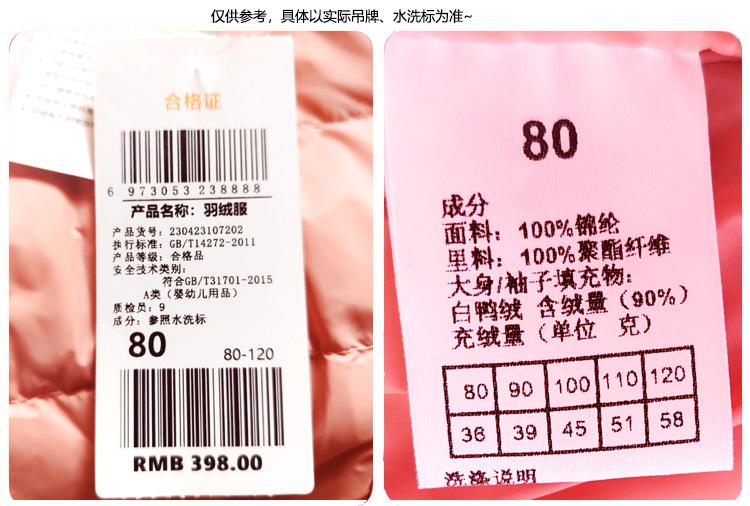 仅供参考，具体以实际吊牌、水洗标为准~
合格证
6 973053 238888
产品名称：羽绒服
产品货号：230423107202
执行标准：GB/T14272-2011
产品等级：合格品
安全技术类别：
符合GB/T31701-2015
A类（婴幼儿用品）
质检员：9
成分：参照水洗标
80
80-120
RMB 398.00
80
成分
面料：100%锦纶
里料：100%聚酯纤维
大身/袖子填充物：
白鸭绒 含绒量（90%）
充绒量（单位 克）
80 90 100 110 120
36 39 45 51 58
洗涤说明